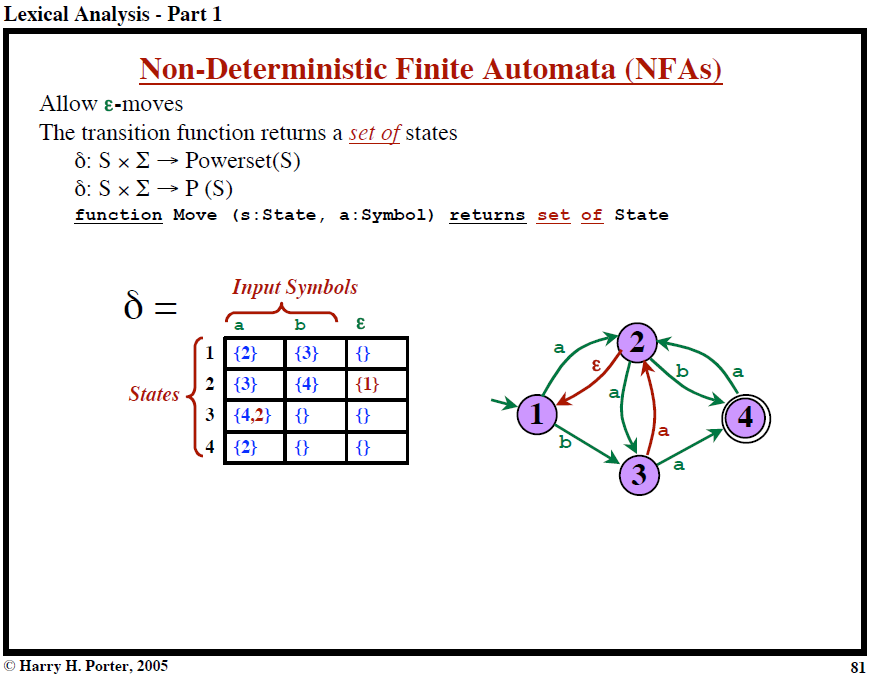 Lexical Analysis - Part 1
Non-Deterministic Finite Automata (NFAs)
Allow ε-moves
The transition function returns a set of states
δ: S × Σ → Powerset(S)
δ: S × Σ → P (S)
function Move (s:State, a:Symbol) returns set of State
δ =
Input Symbols
a b ε
States
1 {2} {3} {}
2 {3} {4} {1}
3 {4,2} {} {}
4 {2} {} {}
2
a
ε
b
a
a
1
4
b
a
a
3
© Harry H. Porter, 2005
81